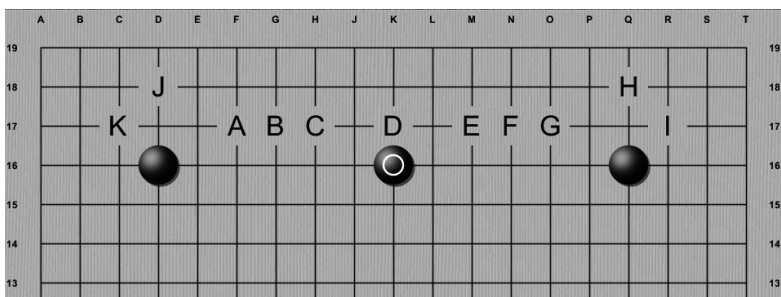 A B C D E F G H J K L M N O P Q R S T
19 19
18 J H 18
17 K A B C D E F G I 17
16 16
15 15
14 14
13 13